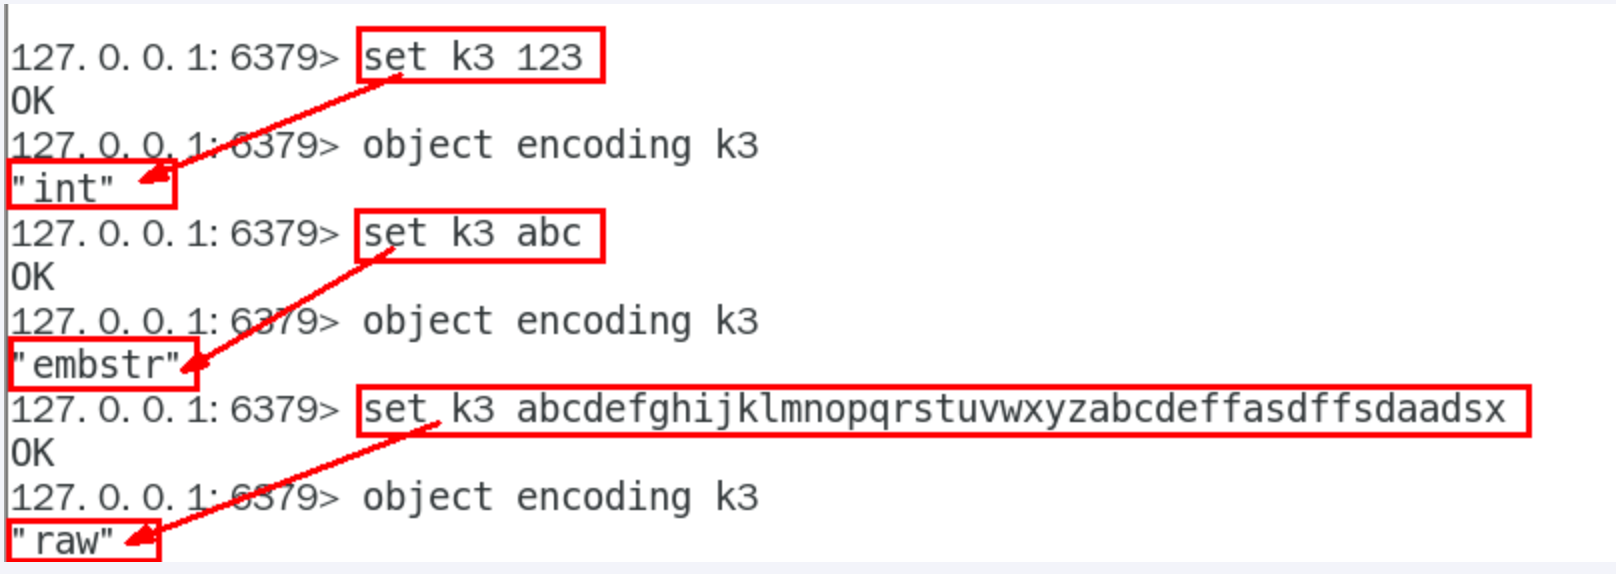 127.0.0.1:6379> set k3 123
OK
127.0.0.1:6379> object encoding k3
"int"
127.0.0.1:6379> set k3 abc
OK
127.0.0.1:6379> object encoding k3
"embstr"
127.0.0.1:6379> set k3 abcdefghijklmnopqrstuvwxyzabcdeffasdffsdaadsx
OK
127.0.0.1:6379> object encoding k3
"raw"